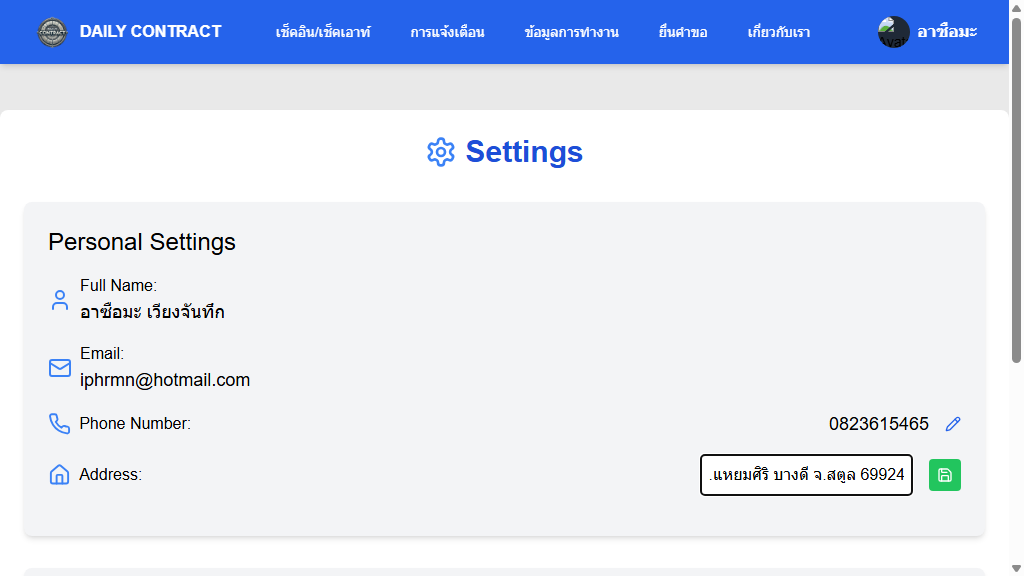 DAILY CONTRACT
เช็คอิน/เช็คเอาท์
การแจ้งเตือน
ข้อมูลการทำงาน
ยื่นคำขอ
เกี่ยวกับเรา
อาซือมะ
Settings
Personal Settings
Full Name:
อาซือมะ เวียงจันทึก
Email:
iphrmn@hotmail.com
Phone Number:
0823615465
Address:
.แหยมศิริ บางดี จ.สตูล 69924